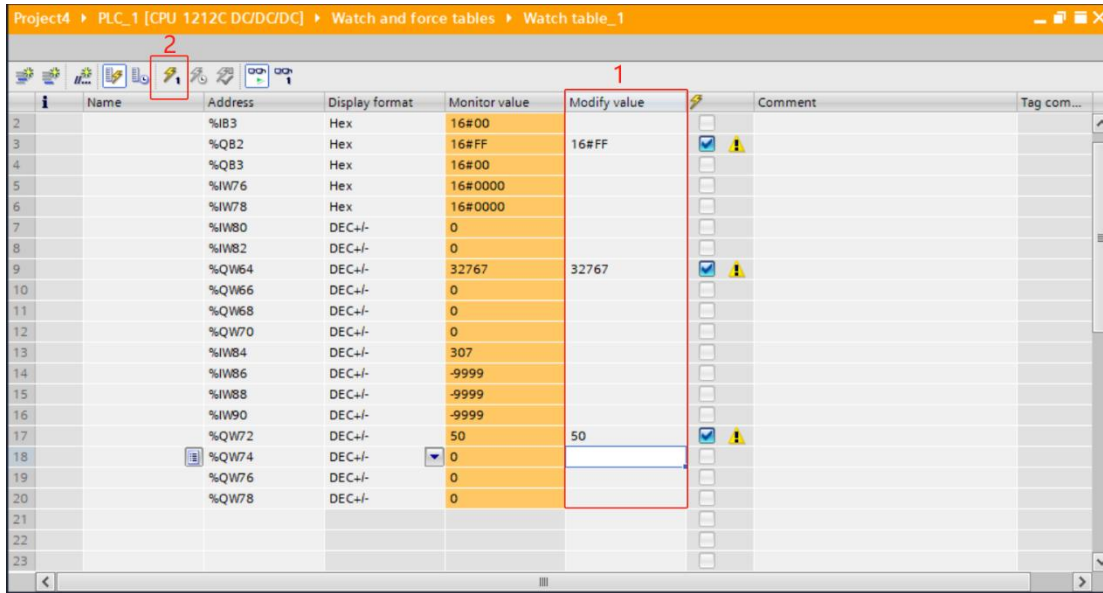 Project4 ▸ PLC_1 [CPU 1212C DC/DC/DC] ▸ Watch and force tables ▸ Watch table_1
2
1
i Name Address Display format Monitor value Modify value Comment Tag com...
2 %IB3 Hex 16#00
3 %QB2 Hex 16#FF 16#FF
4 %QB3 Hex 16#00
5 %IW76 Hex 16#0000
6 %IW78 Hex 16#0000
7 %IW80 DEC+/- 0
8 %IW82 DEC+/- 0
9 %QW64 DEC+/- 32767 32767
10 %QW66 DEC+/- 0
11 %QW68 DEC+/- 0
12 %QW70 DEC+/- 0
13 %IW84 DEC+/- 307
14 %IW86 DEC+/- -9999
15 %IW88 DEC+/- -9999
16 %IW90 DEC+/- -9999
17 %QW72 DEC+/- 50 50
18 %QW74 DEC+/- 0
19 %QW76 DEC+/- 0
20 %QW78 DEC+/- 0
21
22
23